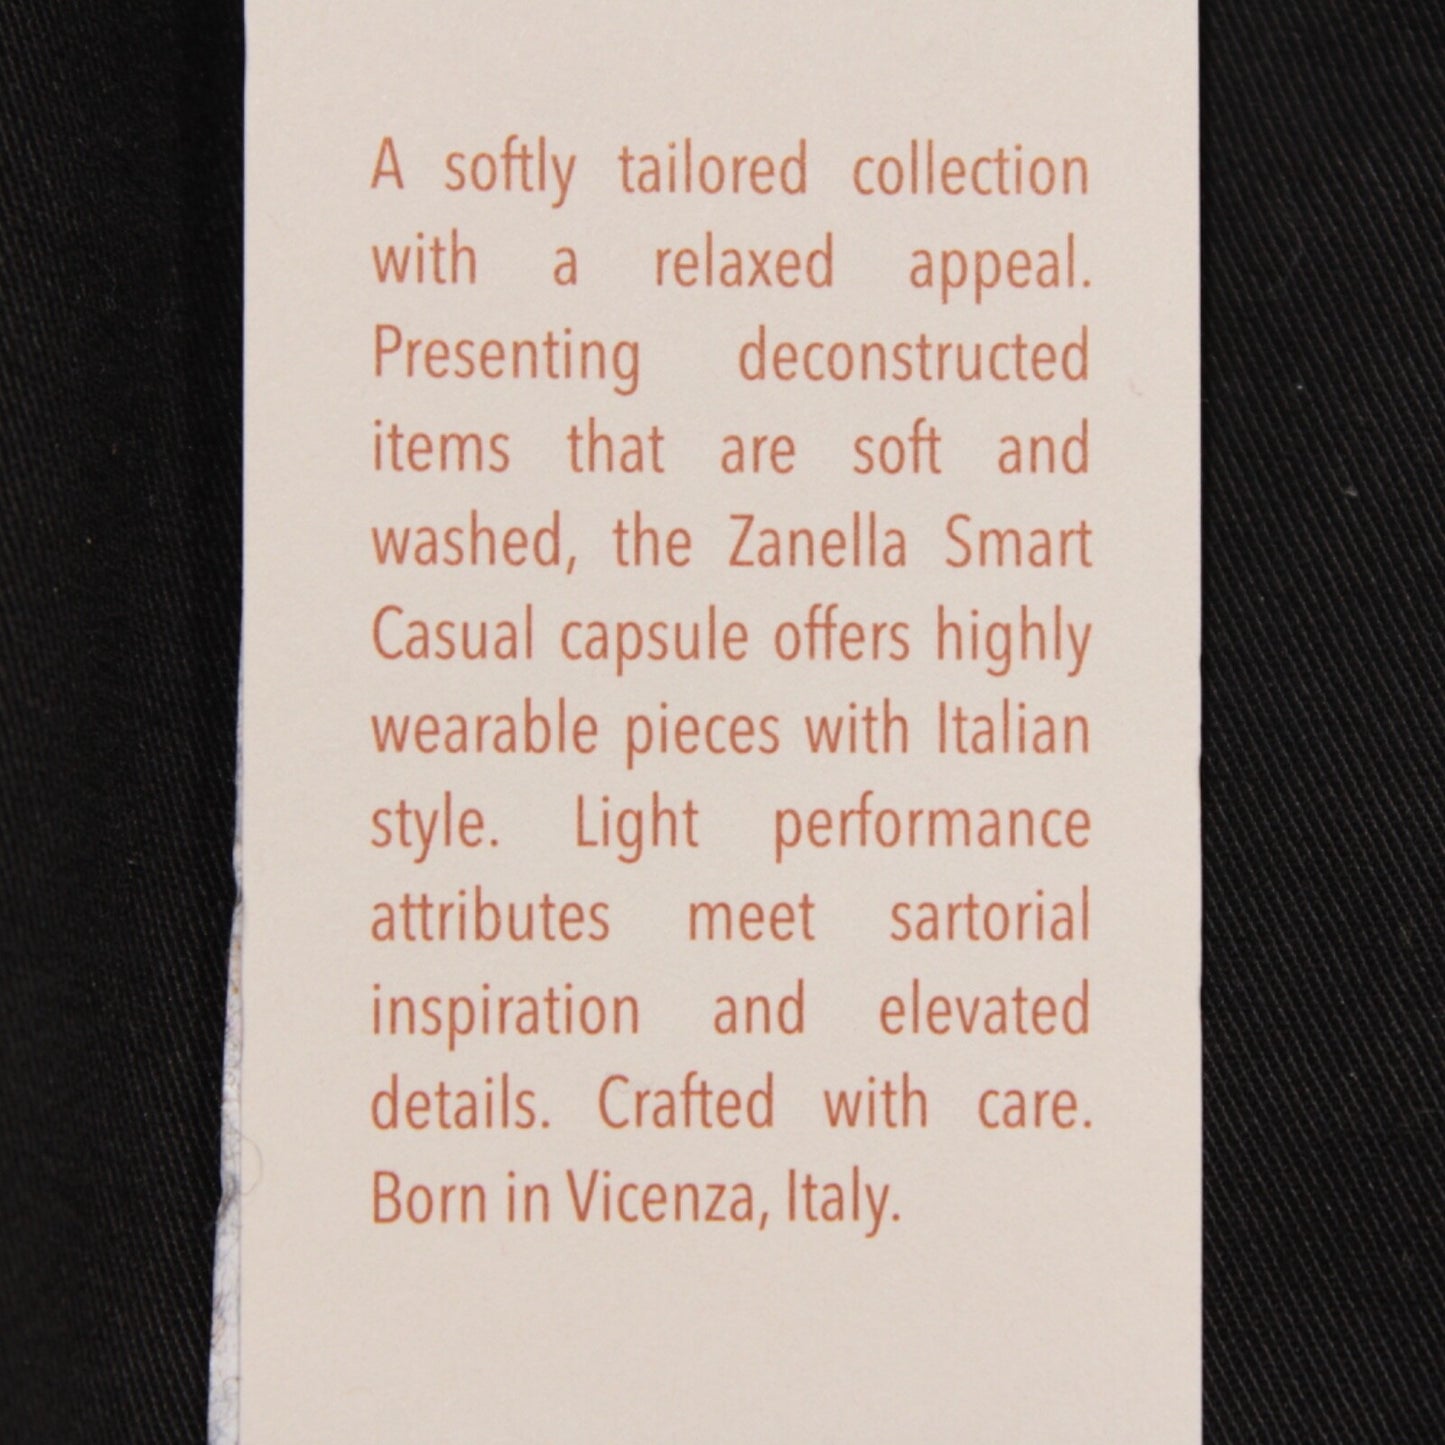 A softly tailored collection
with a relaxed appeal.
Presenting deconstructed
items that are soft and
washed, the Zanella Smart
Casual capsule offers highly
wearable pieces with Italian
style. Light performance
attributes meet sartorial
inspiration and elevated
details. Crafted with care.
Born in Vicenza, Italy.